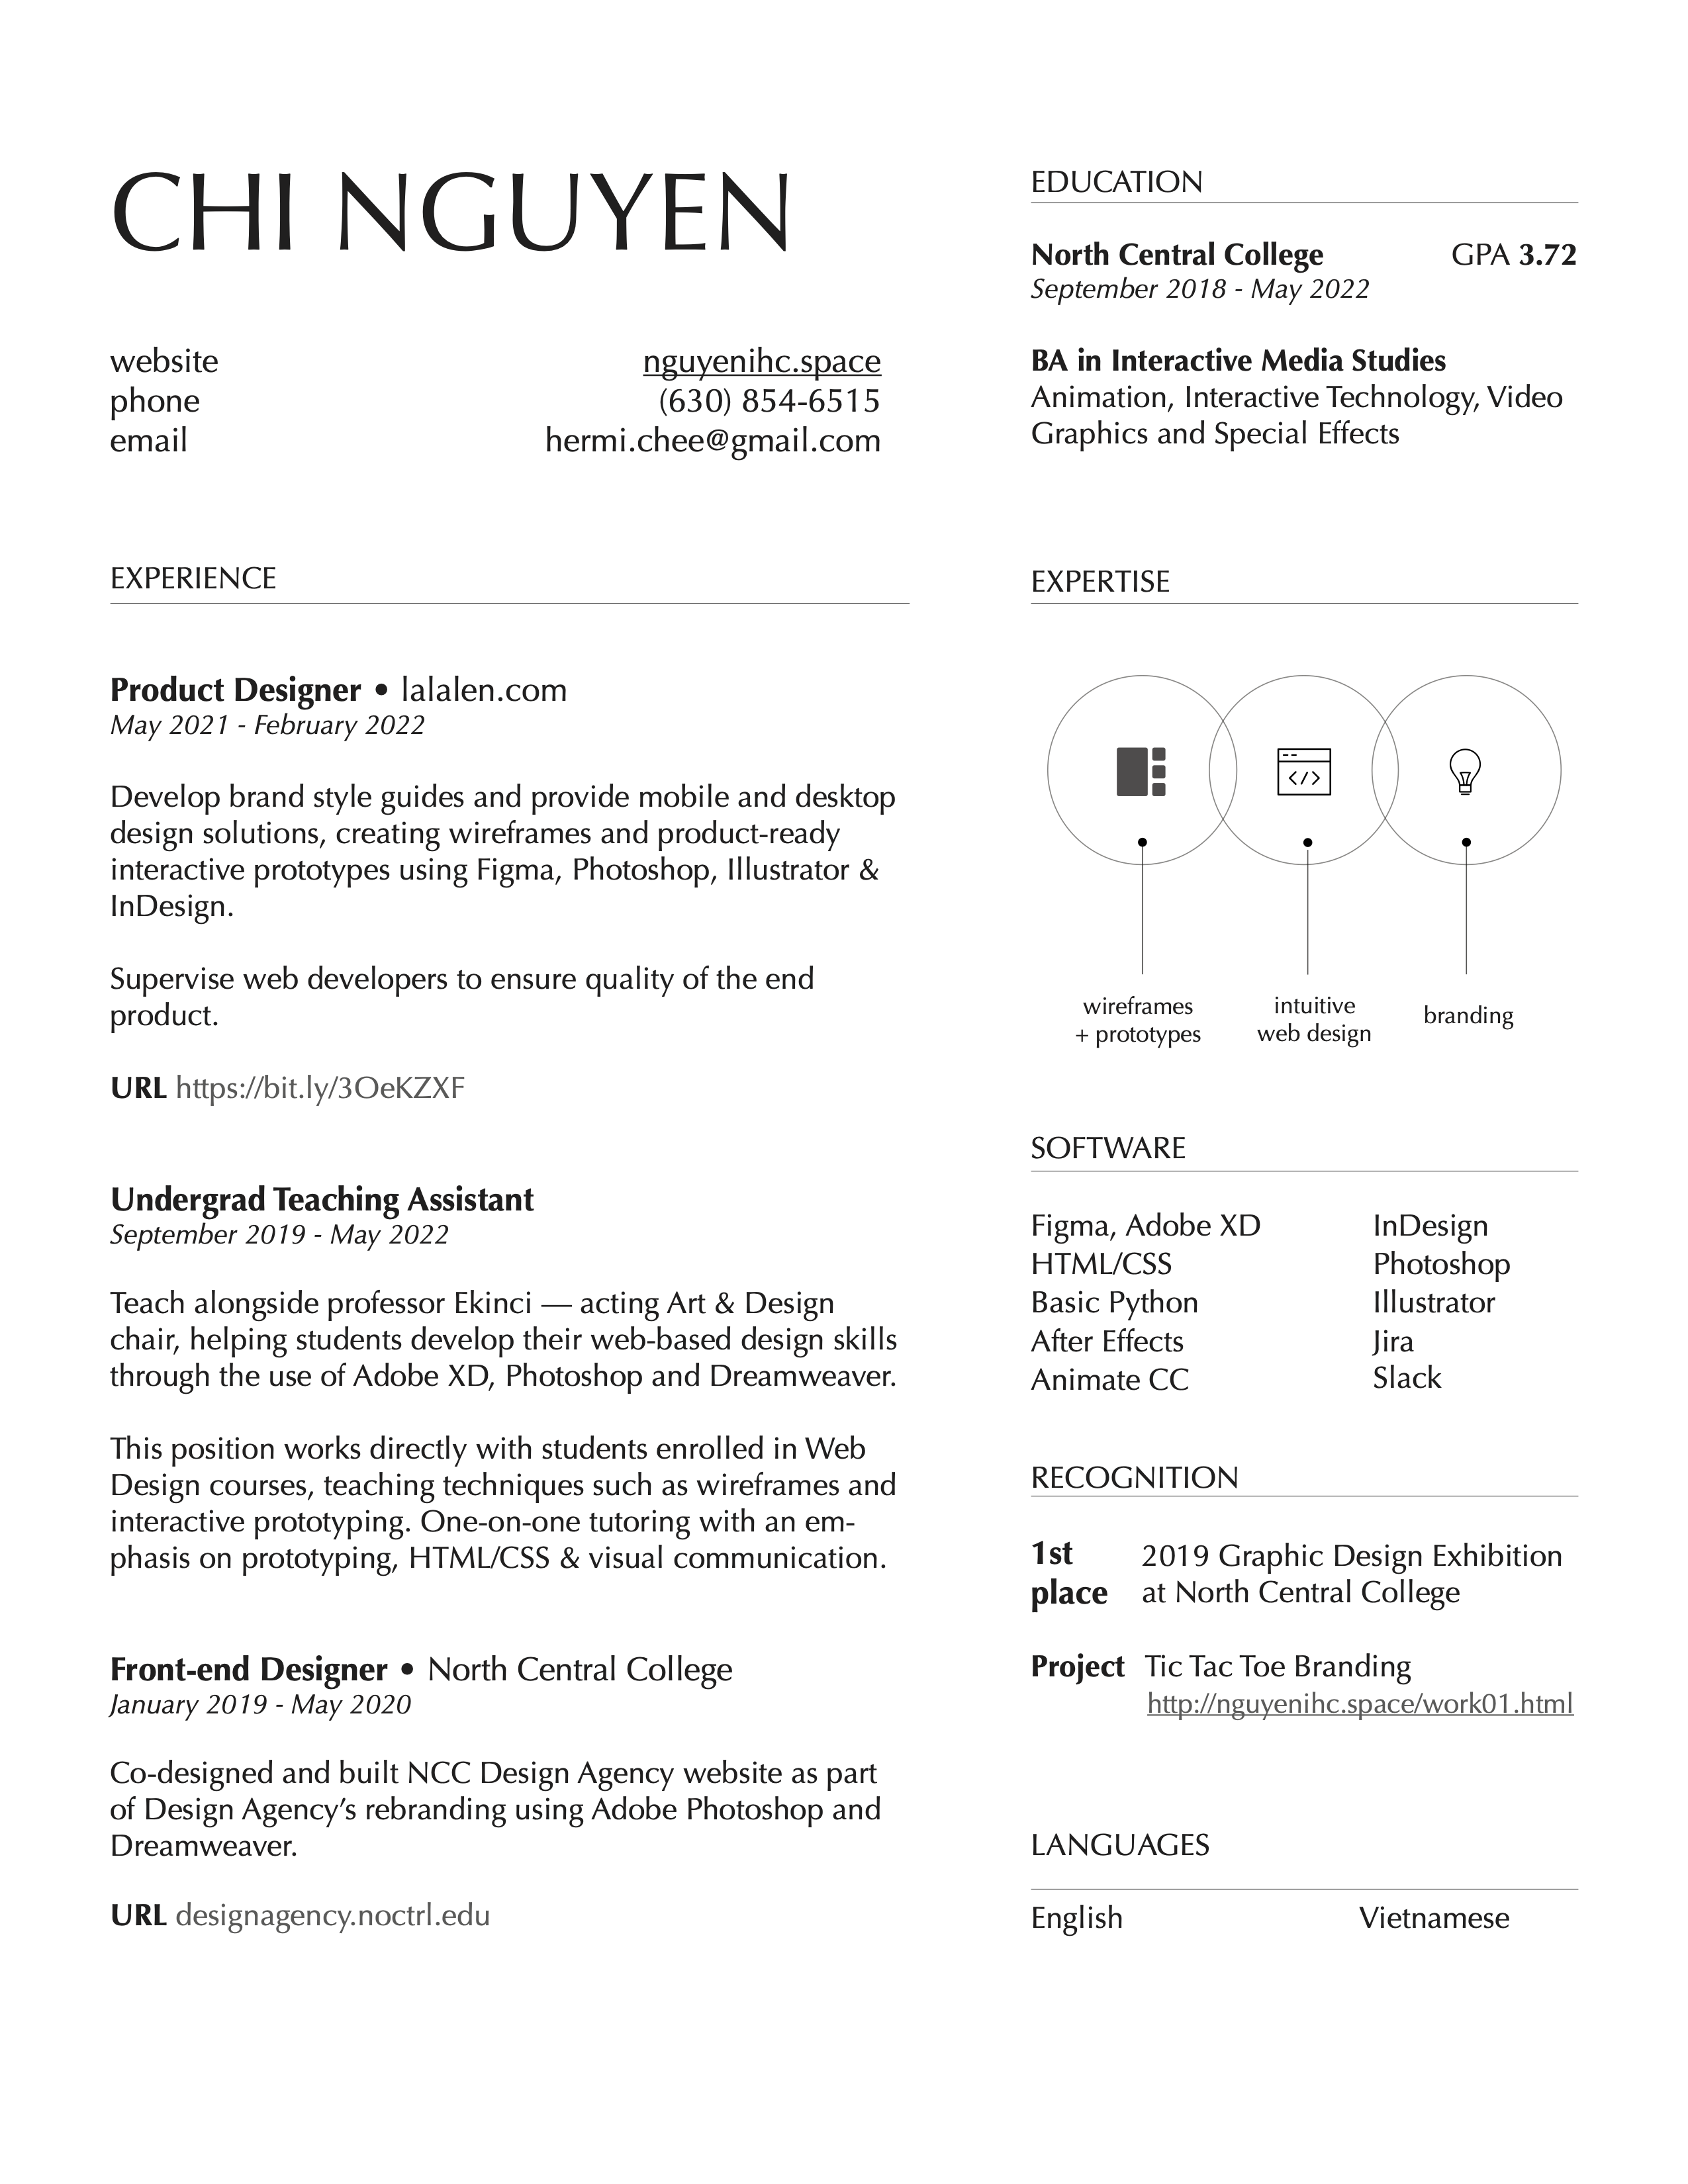 CHI NGUYEN
website nguyenihc.space
phone (630) 854-6515
email hermi.chee@gmail.com
EXPERIENCE
Product Designer • lalalen.com
May 2021 - February 2022
Develop brand style guides and provide mobile and desktop
design solutions, creating wireframes and product-ready
interactive prototypes using Figma, Photoshop, Illustrator &
InDesign.
Supervise web developers to ensure quality of the end
product.
URL https://bit.ly/3OeKZXF
Undergrad Teaching Assistant
September 2019 - May 2022
Teach alongside professor Ekinci — acting Art & Design
chair, helping students develop their web-based design skills
through the use of Adobe XD, Photoshop and Dreamweaver.
This position works directly with students enrolled in Web
Design courses, teaching techniques such as wireframes and
interactive prototyping. One-on-one tutoring with an em-
phasis on prototyping, HTML/CSS & visual communication.
Front-end Designer • North Central College
January 2019 - May 2020
Co-designed and built NCC Design Agency website as part
of Design Agency’s rebranding using Adobe Photoshop and
Dreamweaver.
URL designagency.noctrl.edu
EDUCATION
North Central College GPA 3.72
September 2018 - May 2022
BA in Interactive Media Studies
Animation, Interactive Technology, Video
Graphics and Special Effects
EXPERTISE
wireframes
+ prototypes
intuitive
web design
branding
SOFTWARE
Figma, Adobe XD
HTML/CSS
Basic Python
After Effects
Animate CC
InDesign
Photoshop
Illustrator
Jira
Slack
RECOGNITION
1st
place
2019 Graphic Design Exhibition
at North Central College
Project Tic Tac Toe Branding
http://nguyenihc.space/work01.html
LANGUAGES
English Vietnamese